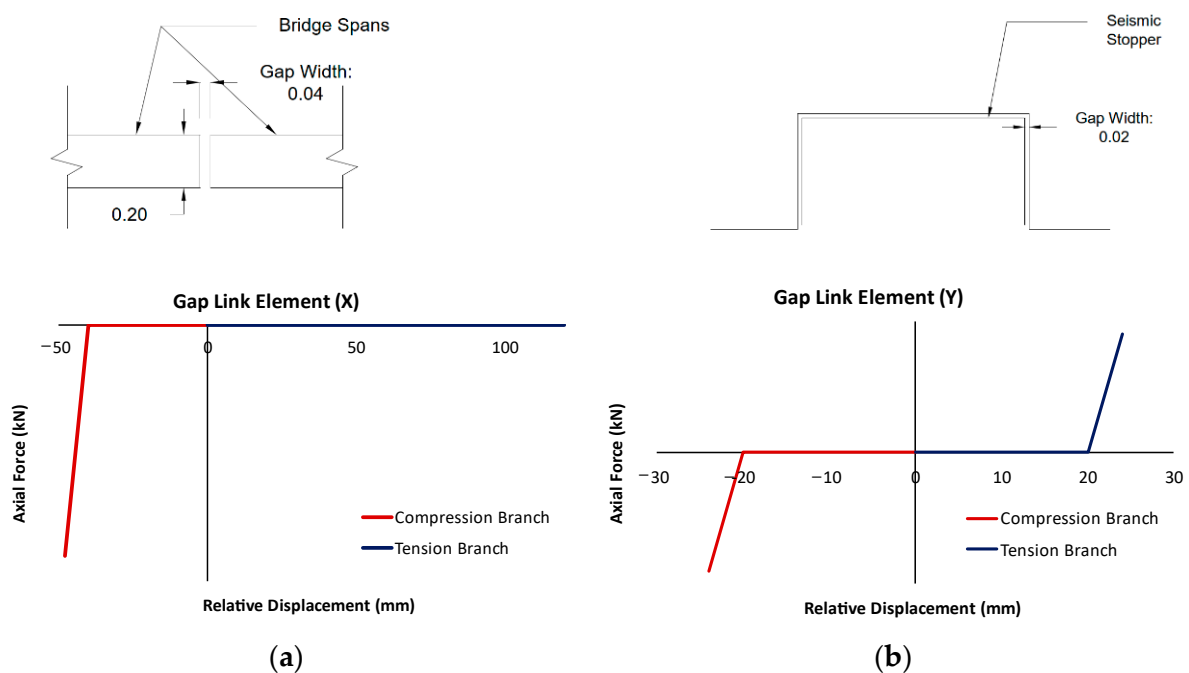 Bridge Spans
Gap Width:
0.04
0.20
Seismic
Stopper
Gap Width:
0.02
Gap Link Element (X)
−50
0
50
100
Axial Force (kN)
Compression Branch
Tension Branch
Relative Displacement (mm)
(a)
Gap Link Element (Y)
−30
−20
−10
0
10
20
30
Axial Force (kN)
Compression Branch
Tension Branch
Relative Displacement (mm)
(b)